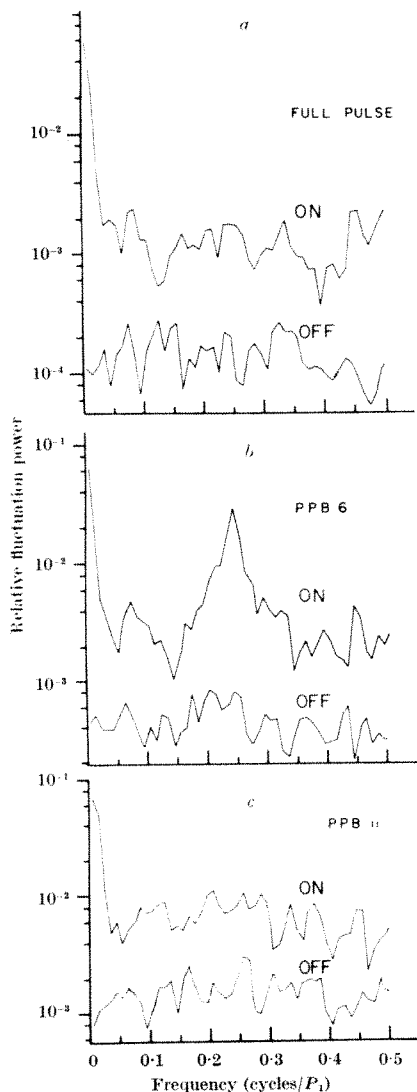 a
FULL PULSE
10⁻²
ON
10⁻³
OFF
10⁻⁴
Relative fluctuation power
10⁻¹
b
PPB 6
10⁻²
ON
10⁻³
OFF
10⁻¹
c
PPB
10⁻²
ON
OFF
10⁻³
0 0·1 0·2 0·3 0·4 0·5
Frequency (cycles/P₁)